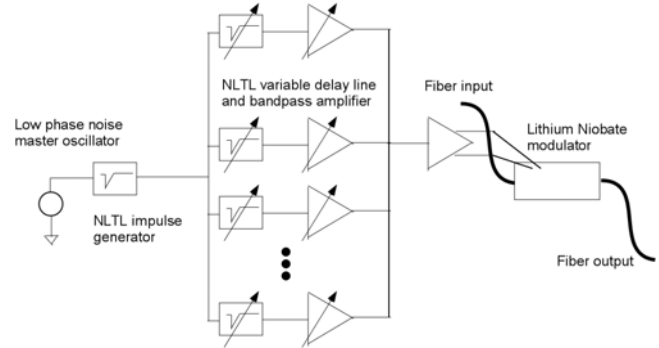 NLTL variable delay line
and bandpass amplifier
Fiber input
Low phase noise
master oscillator
Lithium Niobate
modulator
NLTL impulse
generator
Fiber output